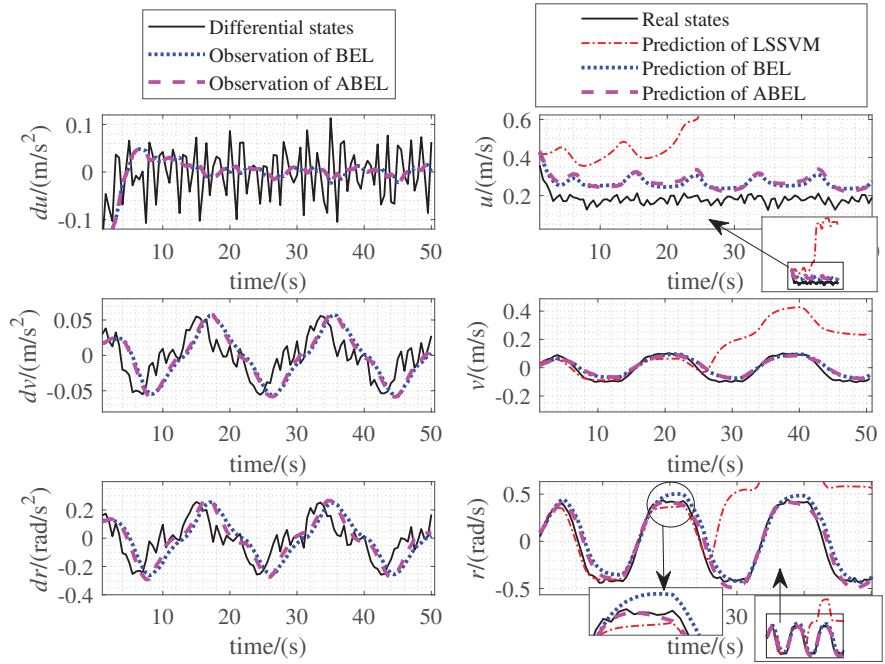 Differential states
Observation of BEL
Observation of ABEL
Real states
Prediction of LSSVM
Prediction of BEL
Prediction of ABEL
du/(m/s²)
0.1
0
-0.1
10 20 30 40 50
time/(s)
u/(m/s)
0.6
0.4
0.2
10 20 30 0
time/(s)
dv/(m/s²)
0.05
0
-0.05
10 20 30 40 50
time/(s)
v/(m/s)
0.2
0
-0.2
10 20 30 40 50
time/(s)
dr/(rad/s²)
0.2
0
-0.2
-0.4
10 20 30 40 50
time/(s)
r/(rad/s)
0.5
0
-0.5
30
time/(s)